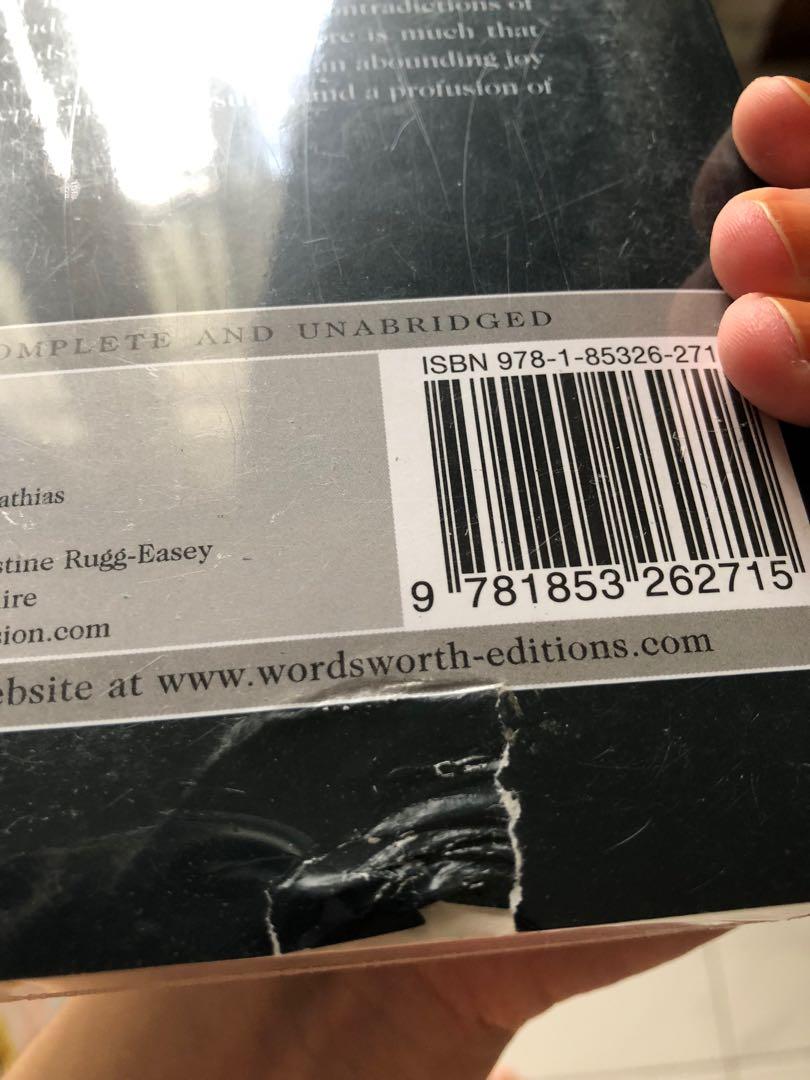 ntradictions of
re is much that
n abounding joy
and a profusion of
OMPLETE AND UNABRIDGED
ISBN 978-1-85326-271
athias
stine Rugg-Easey
ire
sion.com
9 781853 262715
ebsite at www.wordsworth-editions.com